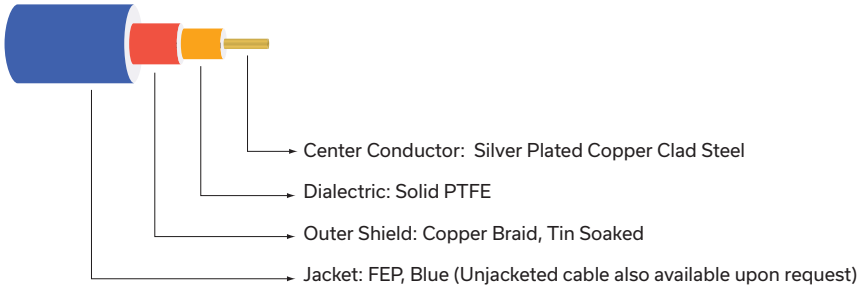 Center Conductor: Silver Plated Copper Clad Steel
Dialectric: Solid PTFE
Outer Shield: Copper Braid, Tin Soaked
Jacket: FEP, Blue (Unjacketed cable also available upon request)